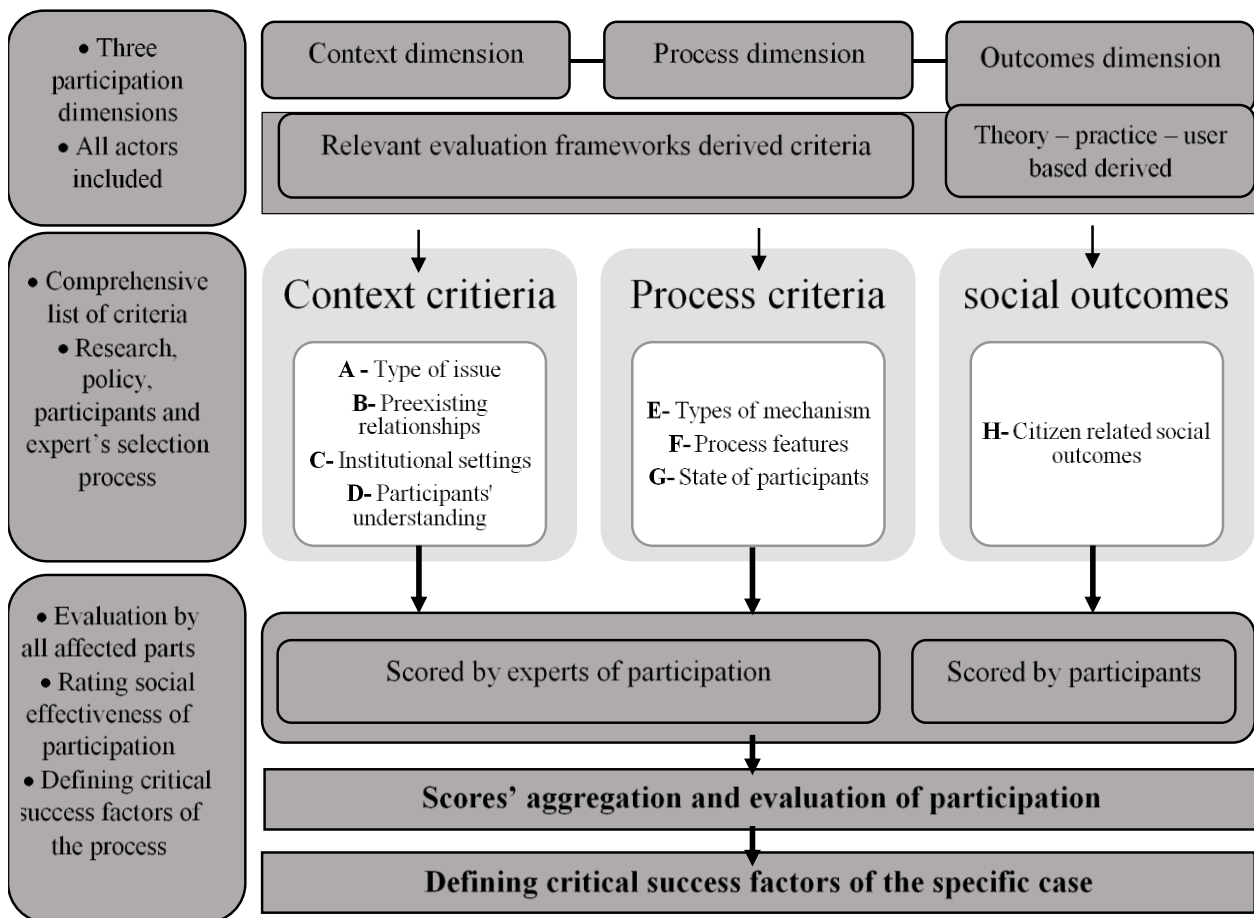 • Three
participation
dimensions
• All actors
included
Context dimension
Process dimension
Outcomes dimension
Relevant evaluation frameworks derived criteria
Theory – practice – user
based derived
• Comprehensive
list of criteria
• Research,
policy,
participants and
expert's selection
process
Context critieria
A - Type of issue
B- Preexisting
relationships
C- Institutional settings
D- Participants'
understanding
Process criteria
E- Types of mechanism
F- Process features
G- State of participants
social outcomes
H- Citizen related social
outcomes
• Evaluation by
all affected parts
• Rating social
effectiveness of
participation
• Defining critical
success factors of
the process
Scored by experts of participation
Scored by participants
Scores' aggregation and evaluation of participation
Defining critical success factors of the specific case